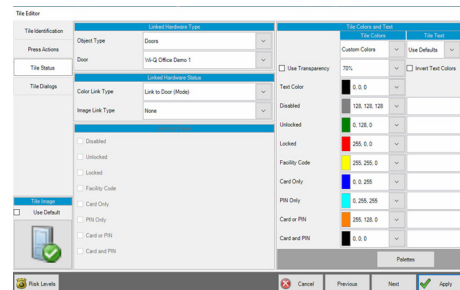 Tile Editor
Tile Identification
Press Actions
Tile Status
Tile Dialogs
Linked Hardware Type
Object Type
Doors
Door
Wi-Q Office Demo 1
Linked Hardware Status
Color Link Type
Link to Door (Mode)
Image Link Type
None
Disabled
Unlocked
Locked
Facility Code
Card Only
PIN Only
Card or PIN
Card and PIN
Tile Image
Use Default
Tile Colors and Text
Tile Colors
Tile Text
Custom Colors
Use Defaults
Use Transparency
70%
Invert Text Colors
Text Color
0, 0, 0
Disabled
128, 128, 128
Unlocked
0, 128, 0
Locked
255, 0, 0
Facility Code
255, 255, 0
Card Only
0, 0, 255
PIN Only
0, 255, 255
Card or PIN
255, 128, 0
Card and PIN
0, 0, 0
Palettes
Risk Levels
Cancel
Previous
Next
Apply